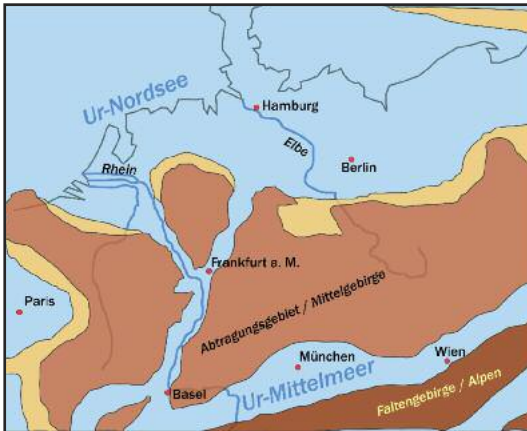 Ur-Nordsee
Hamburg
Elbe
Berlin
Rhein
Frankfurt a. M.
Paris
Abtragungsgebiet / Mittelgebirge
München
Wien
Basel
Ur-Mittelmeer
Faltengebirge / Alpen